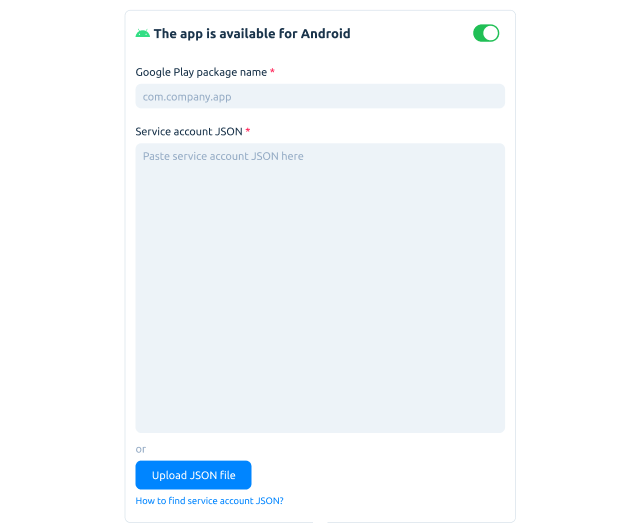 The app is available for Android
Google Play package name *
com.company.app
Service account JSON *
Paste service account JSON here
or
Upload JSON file
How to find service account JSON?